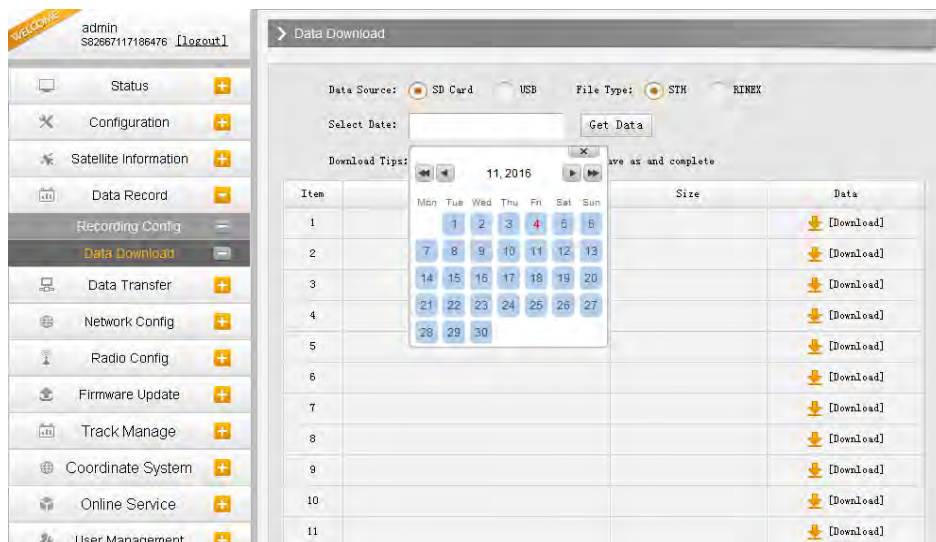 WELCOME
admin
S82667117186476 [logout]
Status
Configuration
Satellite Information
Data Record
Recording Config
Data Download
Data Transfer
Network Config
Radio Config
Firmware Update
Track Manage
Coordinate System
Online Service
User Management
Data Download
Data Source: SD Card USB File Type: STH RINEX
Select Date: Get Data
Download Tips: ave as and complete
11, 2016
Mon Tue Wed Thu Fri Sat Sun
1 2 3 4 5 6
7 8 9 10 11 12 13
14 15 16 17 18 19 20
21 22 23 24 25 26 27
28 29 30
Item Size Data
1 [Download]
2 [Download]
3 [Download]
4 [Download]
5 [Download]
6 [Download]
7 [Download]
8 [Download]
9 [Download]
10 [Download]
11 [Download]